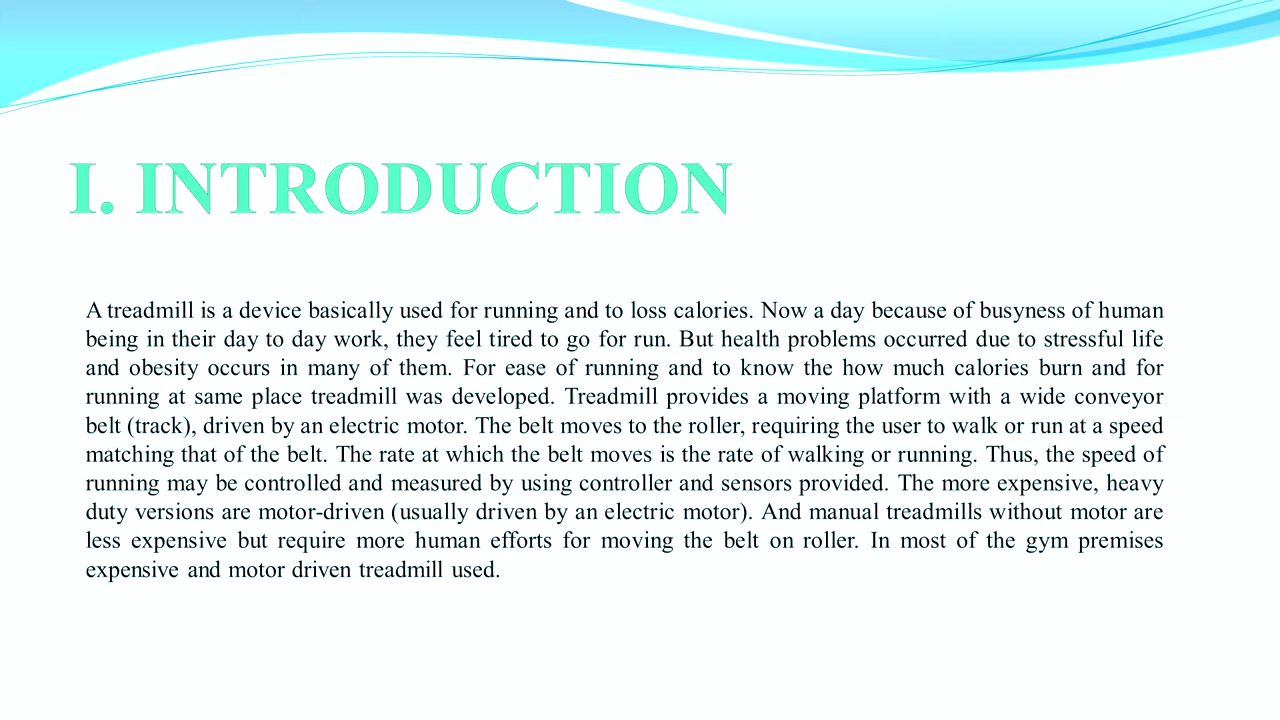 I. INTRODUCTION
A treadmill is a device basically used for running and to loss calories. Now a day because of busyness of human
being in their day to day work, they feel tired to go for run. But health problems occurred due to stressful life
and obesity occurs in many of them. For ease of running and to know the how much calories burn and for
running at same place treadmill was developed. Treadmill provides a moving platform with a wide conveyor
belt (track), driven by an electric motor. The belt moves to the roller, requiring the user to walk or run at a speed
matching that of the belt. The rate at which the belt moves is the rate of walking or running. Thus, the speed of
running may be controlled and measured by using controller and sensors provided. The more expensive, heavy
duty versions are motor-driven (usually driven by an electric motor). And manual treadmills without motor are
less expensive but require more human efforts for moving the belt on roller. In most of the gym premises
expensive and motor driven treadmill used.